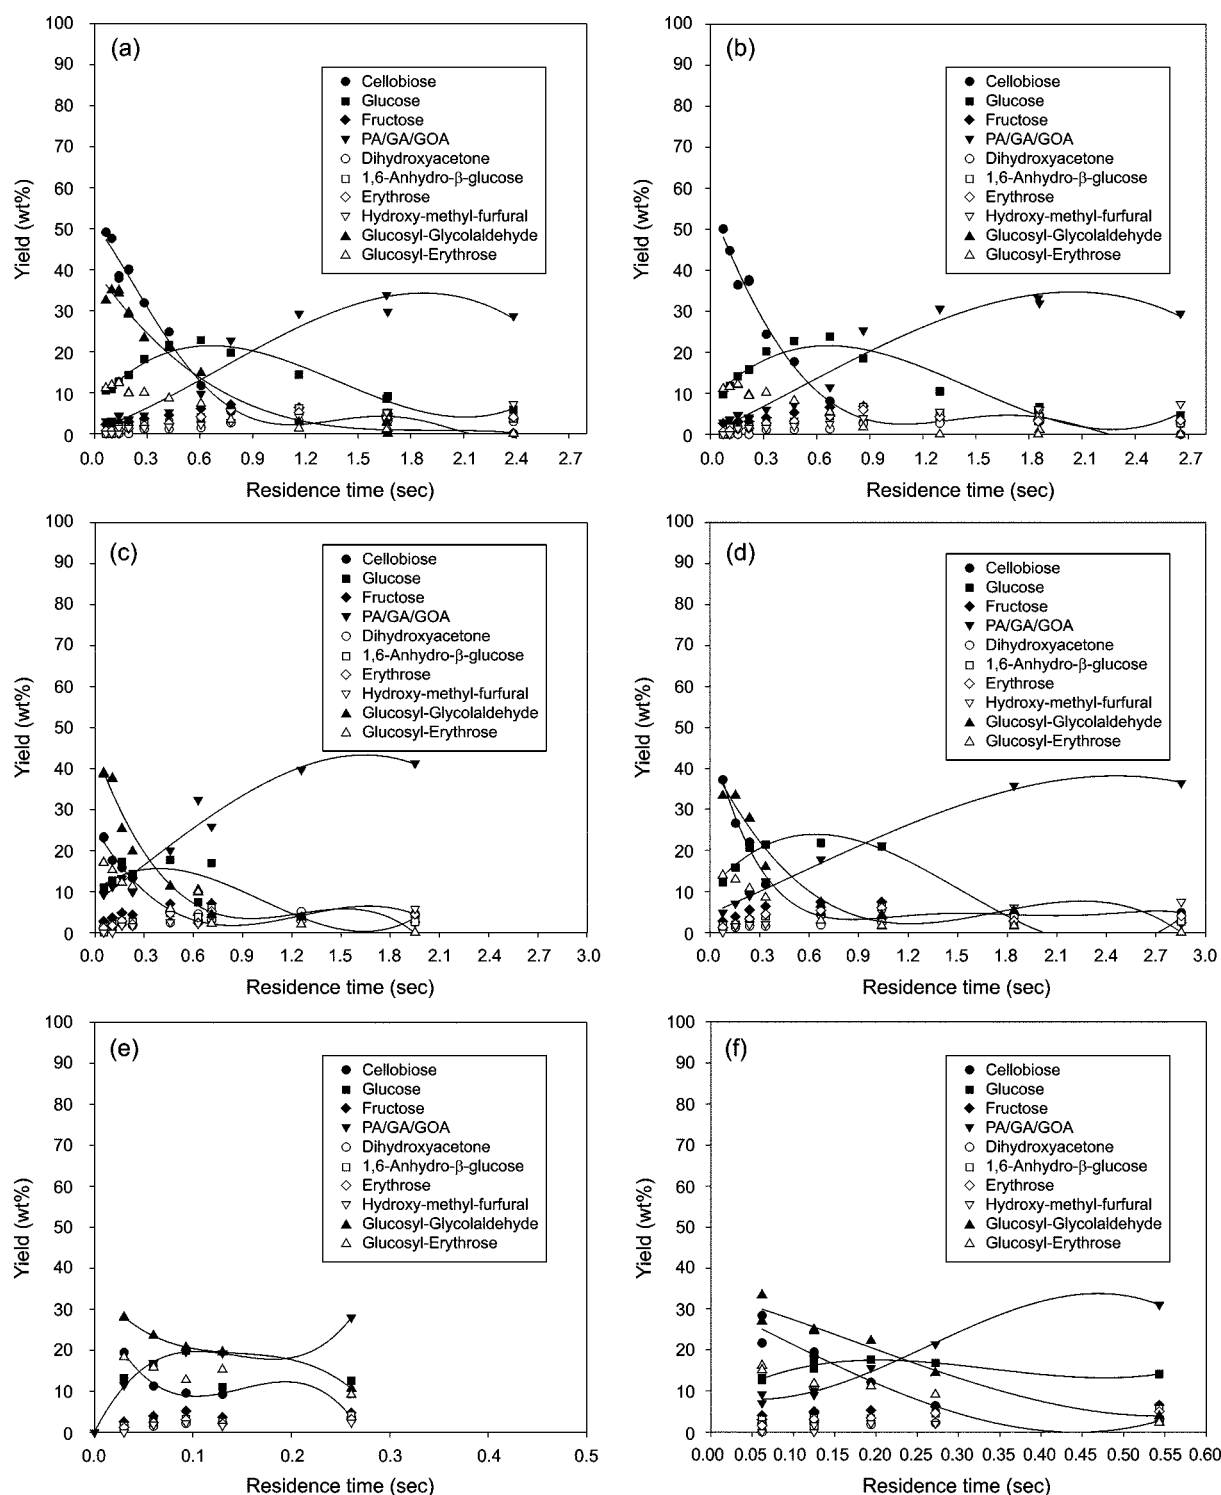 (a)
100
90
80
70
60
50
40
30
20
10
0
Yield (wt%)
Cellobiose
Glucose
Fructose
PA/GA/GOA
Dihydroxyacetone
1,6-Anhydro-β-glucose
Erythrose
Hydroxy-methyl-furfural
Glucosyl-Glycolaldehyde
Glucosyl-Erythrose
0.0 0.3 0.6 0.9 1.2 1.5 1.8 2.1 2.4 2.7
Residence time (sec)
(b)
100
90
80
70
60
50
40
30
20
10
0
Yield (wt%)
Cellobiose
Glucose
Fructose
PA/GA/GOA
Dihydroxyacetone
1,6-Anhydro-β-glucose
Erythrose
Hydroxy-methyl-furfural
Glucosyl-Glycolaldehyde
Glucosyl-Erythrose
0.0 0.3 0.6 0.9 1.2 1.5 1.8 2.1 2.4 2.7
Residence time (sec)
(c)
100
90
80
70
60
50
40
30
20
10
0
Yield (wt%)
Cellobiose
Glucose
Fructose
PA/GA/GOA
Dihydroxyacetone
1,6-Anhydro-β-glucose
Erythrose
Hydroxy-methyl-furfural
Glucosyl-Glycolaldehyde
Glucosyl-Erythrose
0.0 0.3 0.6 0.9 1.2 1.5 1.8 2.1 2.4 2.7 3.0
Residence time (sec)
(d)
100
90
80
70
60
50
40
30
20
10
0
Yield (wt%)
Cellobiose
Glucose
Fructose
PA/GA/GOA
Dihydroxyacetone
1,6-Anhydro-β-glucose
Erythrose
Hydroxy-methyl-furfural
Glucosyl-Glycolaldehyde
Glucosyl-Erythrose
0.0 0.3 0.6 0.9 1.2 1.5 1.8 2.1 2.4 2.7 3.0
Residence time (sec)
(e)
100
90
80
70
60
50
40
30
20
10
0
Yield (wt%)
Cellobiose
Glucose
Fructose
PA/GA/GOA
Dihydroxyacetone
1,6-Anhydro-β-glucose
Erythrose
Hydroxy-methyl-furfural
Glucosyl-Glycolaldehyde
Glucosyl-Erythrose
0.0 0.1 0.2 0.3 0.4 0.5
Residence time (sec)
(f)
100
90
80
70
60
50
40
30
20
10
0
Yield (wt%)
Cellobiose
Glucose
Fructose
PA/GA/GOA
Dihydroxyacetone
1,6-Anhydro-β-glucose
Erythrose
Hydroxy-methyl-furfural
Glucosyl-Glycolaldehyde
Glucosyl-Erythrose
0.00 0.05 0.10 0.15 0.20 0.25 0.30 0.35 0.40 0.45 0.50 0.55 0.60
Residence time (sec)